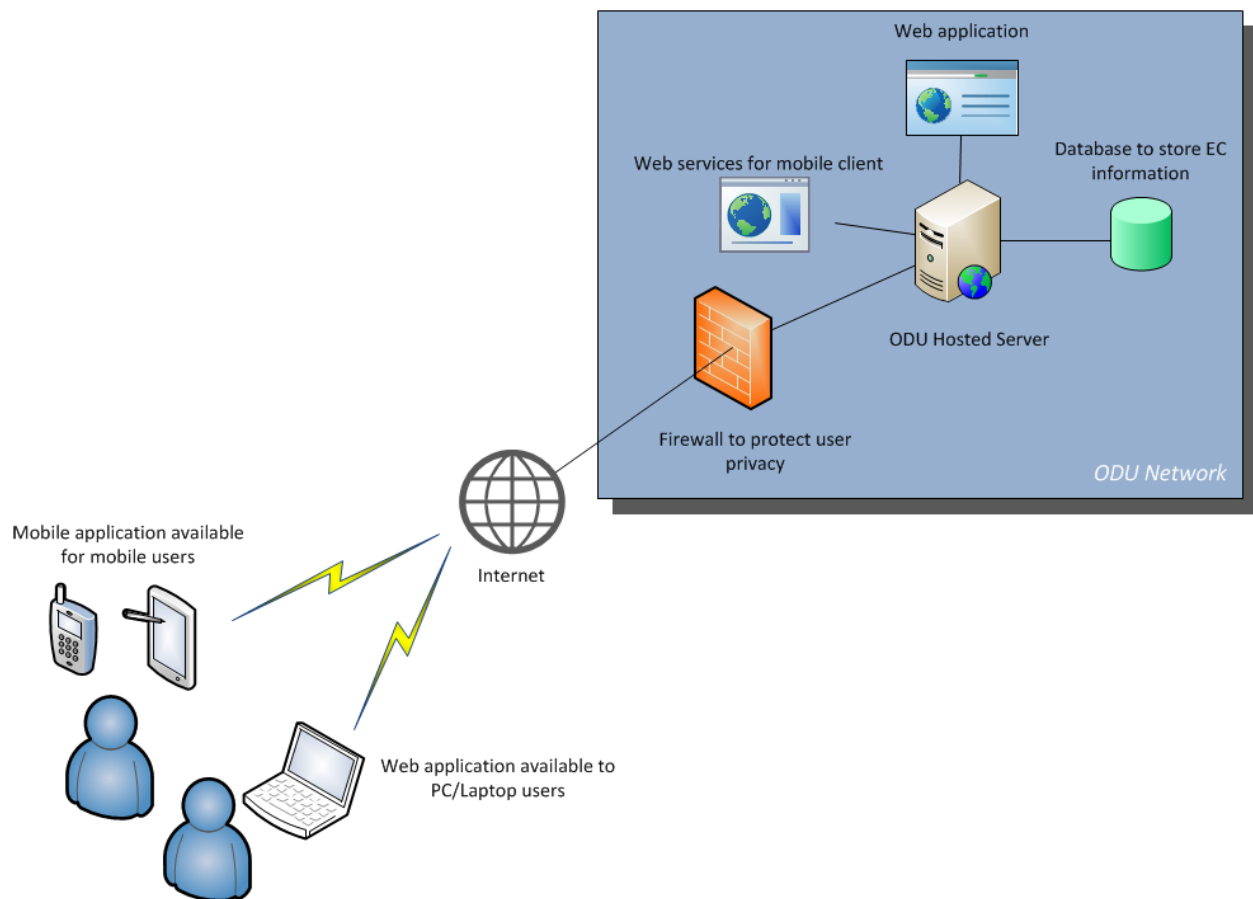 Web application
Database to store EC
information
Web services for mobile client
ODU Hosted Server
Firewall to protect user
privacy
ODU Network
Mobile application available
for mobile users
Internet
Web application available to
PC/Laptop users